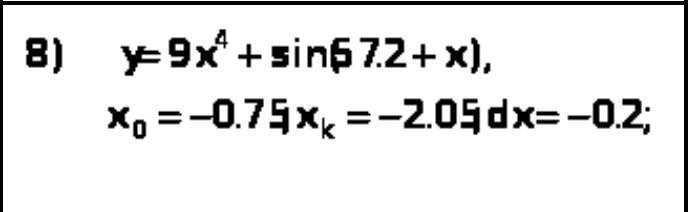 8) y=9x⁴+sin(57.2+x),
x₀=−0.75; xₖ=−2.05; dx=−0.2;